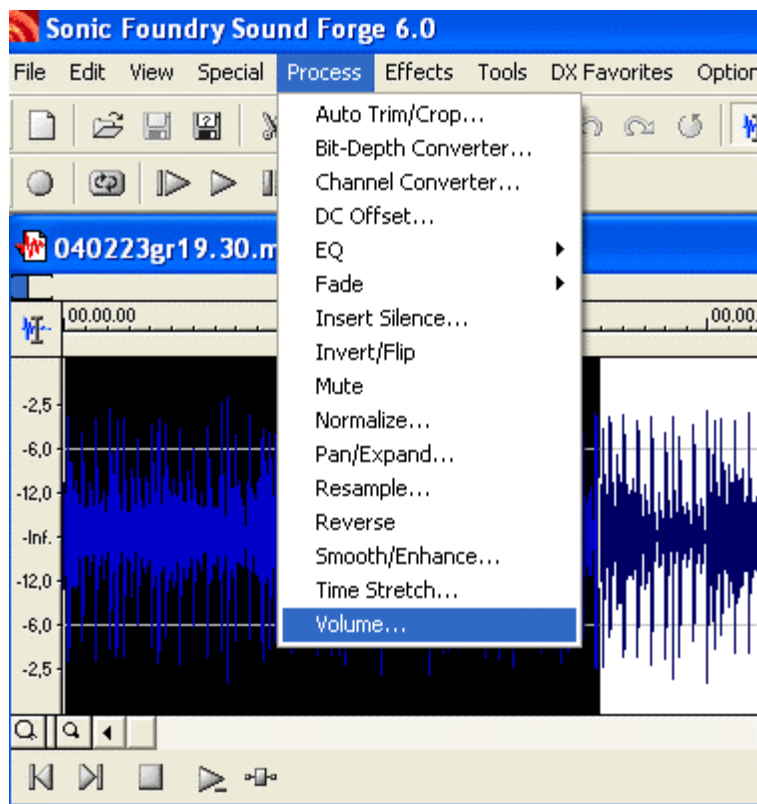 Sonic Foundry Sound Forge 6.0
File Edit View Special Process Effects Tools DX Favorites Option
Auto Trim/Crop...
Bit-Depth Converter...
Channel Converter...
DC Offset...
040223gr19.30.m
EQ
Fade
00.00.00 00.00.
Insert Silence...
Invert/Flip
Mute
-2,5
Normalize...
-6,0
Pan/Expand...
-12,0
Resample...
Reverse
-Inf.
Smooth/Enhance...
-12,0
Time Stretch...
-6,0
Volume...
-2,5